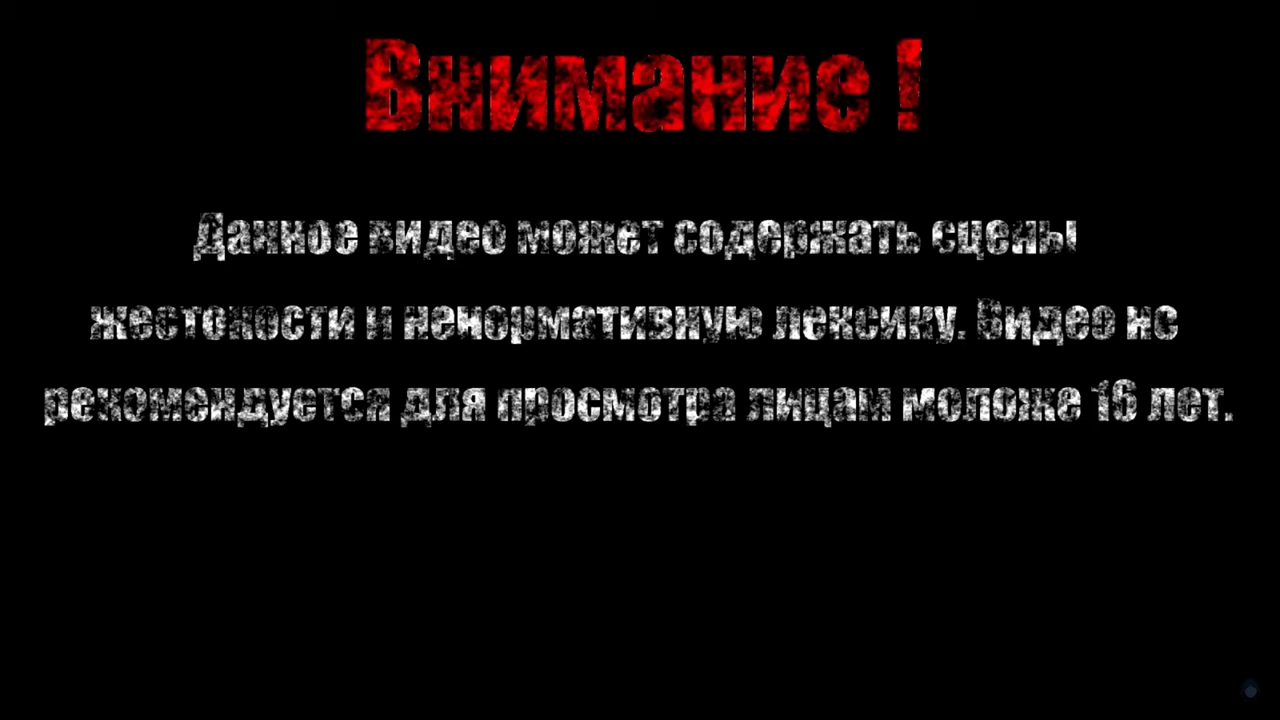 Внимание !
Данное видео может содержать сцены
жестокости и ненормативную лексику. Видео не
рекомендуется для просмотра лицам моложе 16 лет.